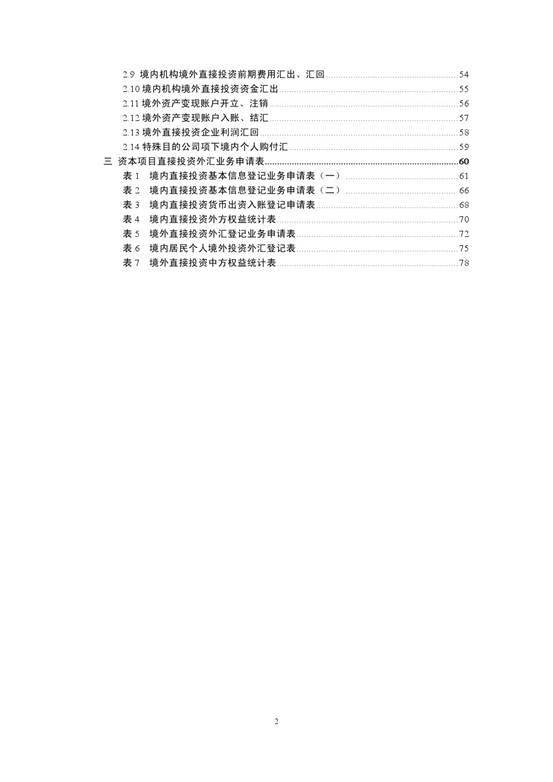 2.9 境内机构境外直接投资前期费用汇出、汇回 54
2.10 境内机构境外直接投资资金汇出 55
2.11 境外资产变现账户开立、注销 56
2.12 境外资产变现账户入账、结汇 57
2.13 境外直接投资企业利润汇回 58
2.14 特殊目的公司项下境内个人购付汇 59
三 资本项目直接投资外汇业务申请表 60
表 1 境内直接投资基本信息登记业务申请表（一） 61
表 2 境内直接投资基本信息登记业务申请表（二） 66
表 3 境内直接投资货币出资入账登记申请表 68
表 4 境内直接投资外方权益统计表 70
表 5 境外直接投资外汇登记业务申请表 72
表 6 境内居民个人境外投资外汇登记表 75
表 7 境外直接投资中方权益统计表 78
2